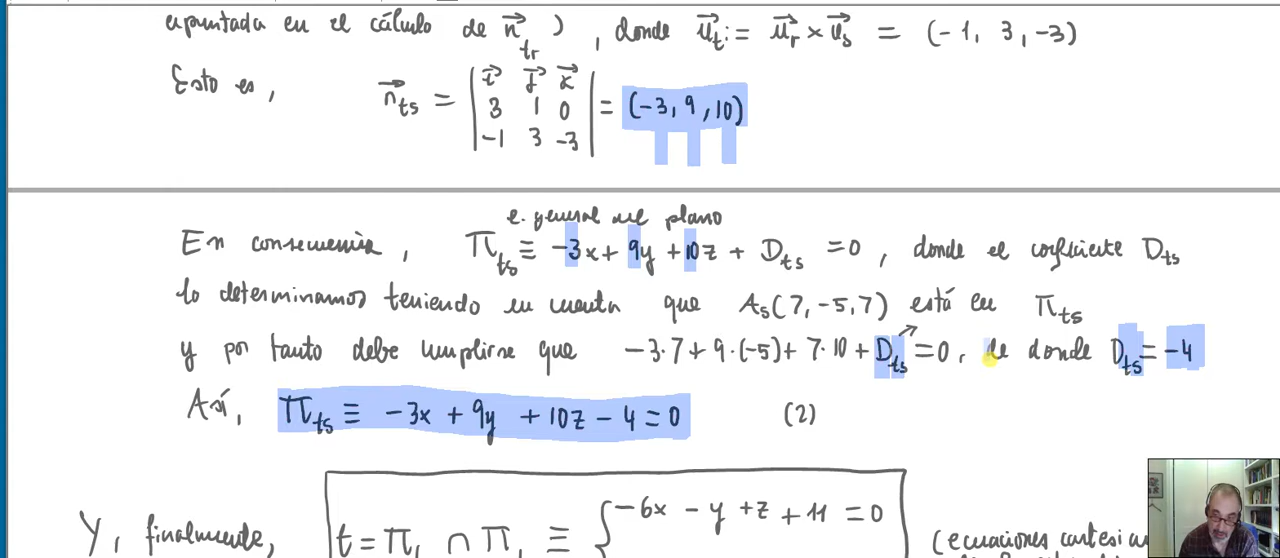 apuntada en el cálculo de n⃗_tr ) , donde u⃗_t := u⃗_r × u⃗_s = (-1, 3, -3)
Esto es, n⃗_ts = | i⃗ j⃗ k⃗ |
| 3 1 0 | = (-3, 9, 10)
| -1 3 -3 |
e. general del plano
En consecuencia, π_ts ≡ -3x + 9y + 10z + D_ts = 0, donde el coeficiente D_ts
lo determinamos teniendo en cuenta que A_s(7, -5, 7) está en π_ts
y por tanto debe cumplirse que -3·7 + 9·(-5) + 7·10 + D_ts = 0, de donde D_ts = -4
Así, π_ts ≡ -3x + 9y + 10z - 4 = 0 (2)
-6x - y + z + 11 = 0
Y, finalmente, t = π ∩ π ≡ {